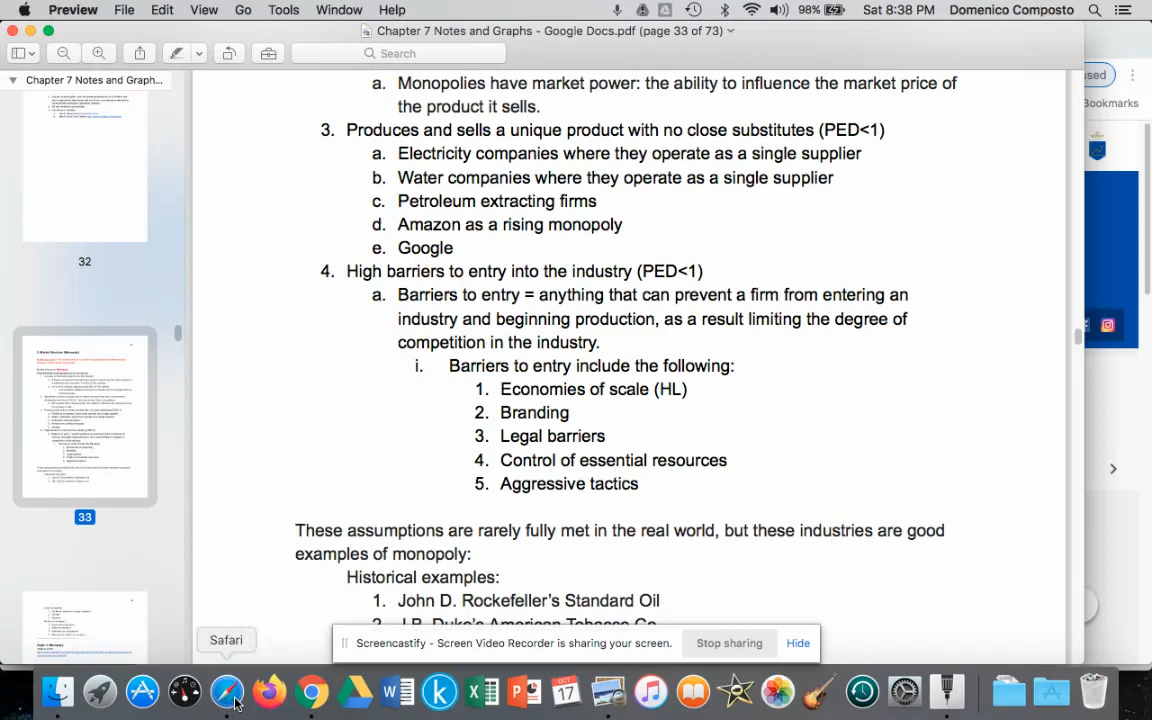 Preview File Edit View Go Tools Window Help 98% Sat 8:38 PM Domenico Composto
Chapter 7 Notes and Graphs - Google Docs.pdf (page 33 of 73)
Search
Chapter 7 Notes and Graph...
used
Bookmarks
32
33
a. Monopolies have market power: the ability to influence the market price of
the product it sells.
3. Produces and sells a unique product with no close substitutes (PED<1)
a. Electricity companies where they operate as a single supplier
b. Water companies where they operate as a single supplier
c. Petroleum extracting firms
d. Amazon as a rising monopoly
e. Google
4. High barriers to entry into the industry (PED<1)
a. Barriers to entry = anything that can prevent a firm from entering an
industry and beginning production, as a result limiting the degree of
competition in the industry.
i. Barriers to entry include the following:
1. Economies of scale (HL)
2. Branding
3. Legal barriers
4. Control of essential resources
5. Aggressive tactics
These assumptions are rarely fully met in the real world, but these industries are good
examples of monopoly:
Historical examples:
1. John D. Rockefeller's Standard Oil
2. J.B. Duke's American Tobacco Co
Safari
Screencastify - Screen Video Recorder is sharing your screen. Stop sharing Hide
OCT
17